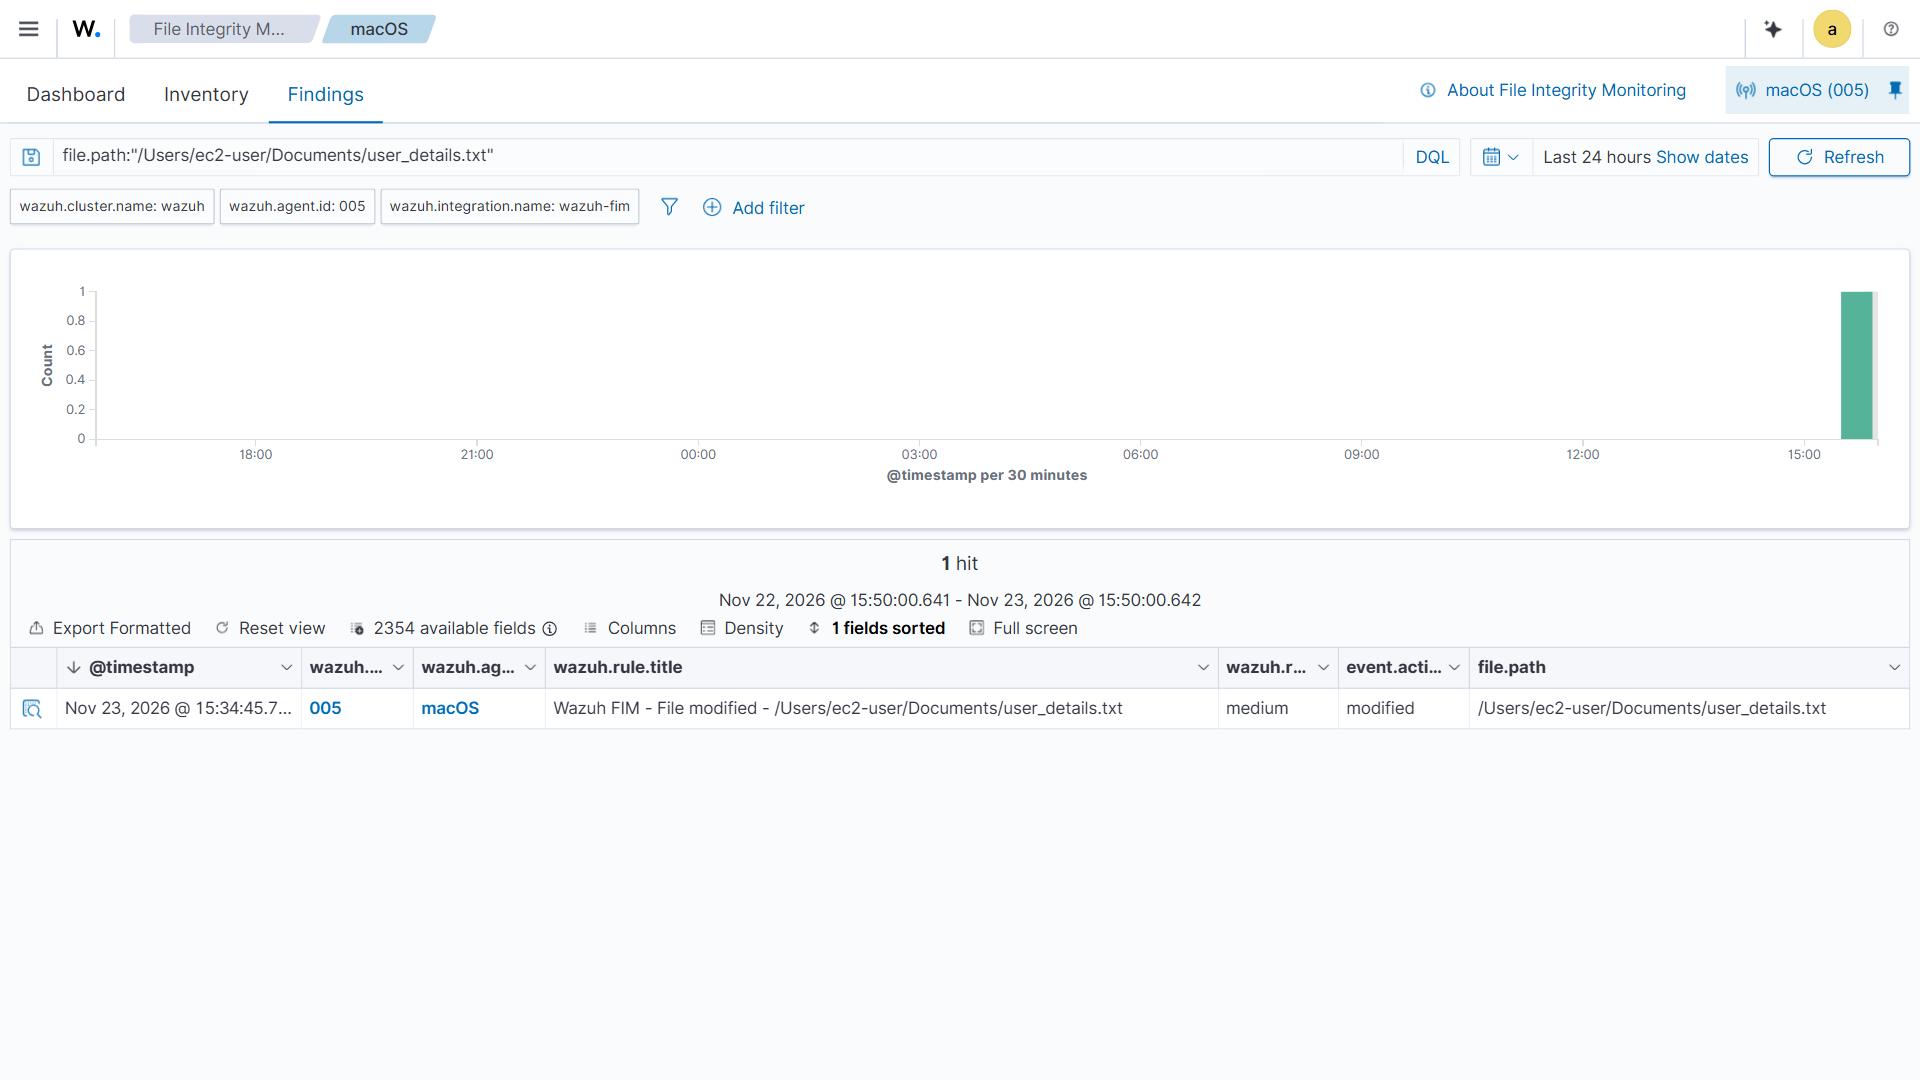 W. File Integrity M... macOS a
Dashboard Inventory Findings About File Integrity Monitoring macOS (005)
file.path:"/Users/ec2-user/Documents/user_details.txt" DQL Last 24 hours Show dates Refresh
wazuh.cluster.name: wazuh wazuh.agent.id: 005 wazuh.integration.name: wazuh-fim Add filter
1
0.8
0.6
0.4
0.2
0
Count
18:00 21:00 00:00 03:00 06:00 09:00 12:00 15:00
@timestamp per 30 minutes
1 hit
Nov 22, 2026 @ 15:50:00.641 - Nov 23, 2026 @ 15:50:00.642
Export Formatted Reset view 2354 available fields Columns Density 1 fields sorted Full screen
@timestamp wazuh.... wazuh.ag... wazuh.rule.title wazuh.r... event.acti... file.path
Nov 23, 2026 @ 15:34:45.7... 005 macOS Wazuh FIM - File modified - /Users/ec2-user/Documents/user_details.txt medium modified /Users/ec2-user/Documents/user_details.txt